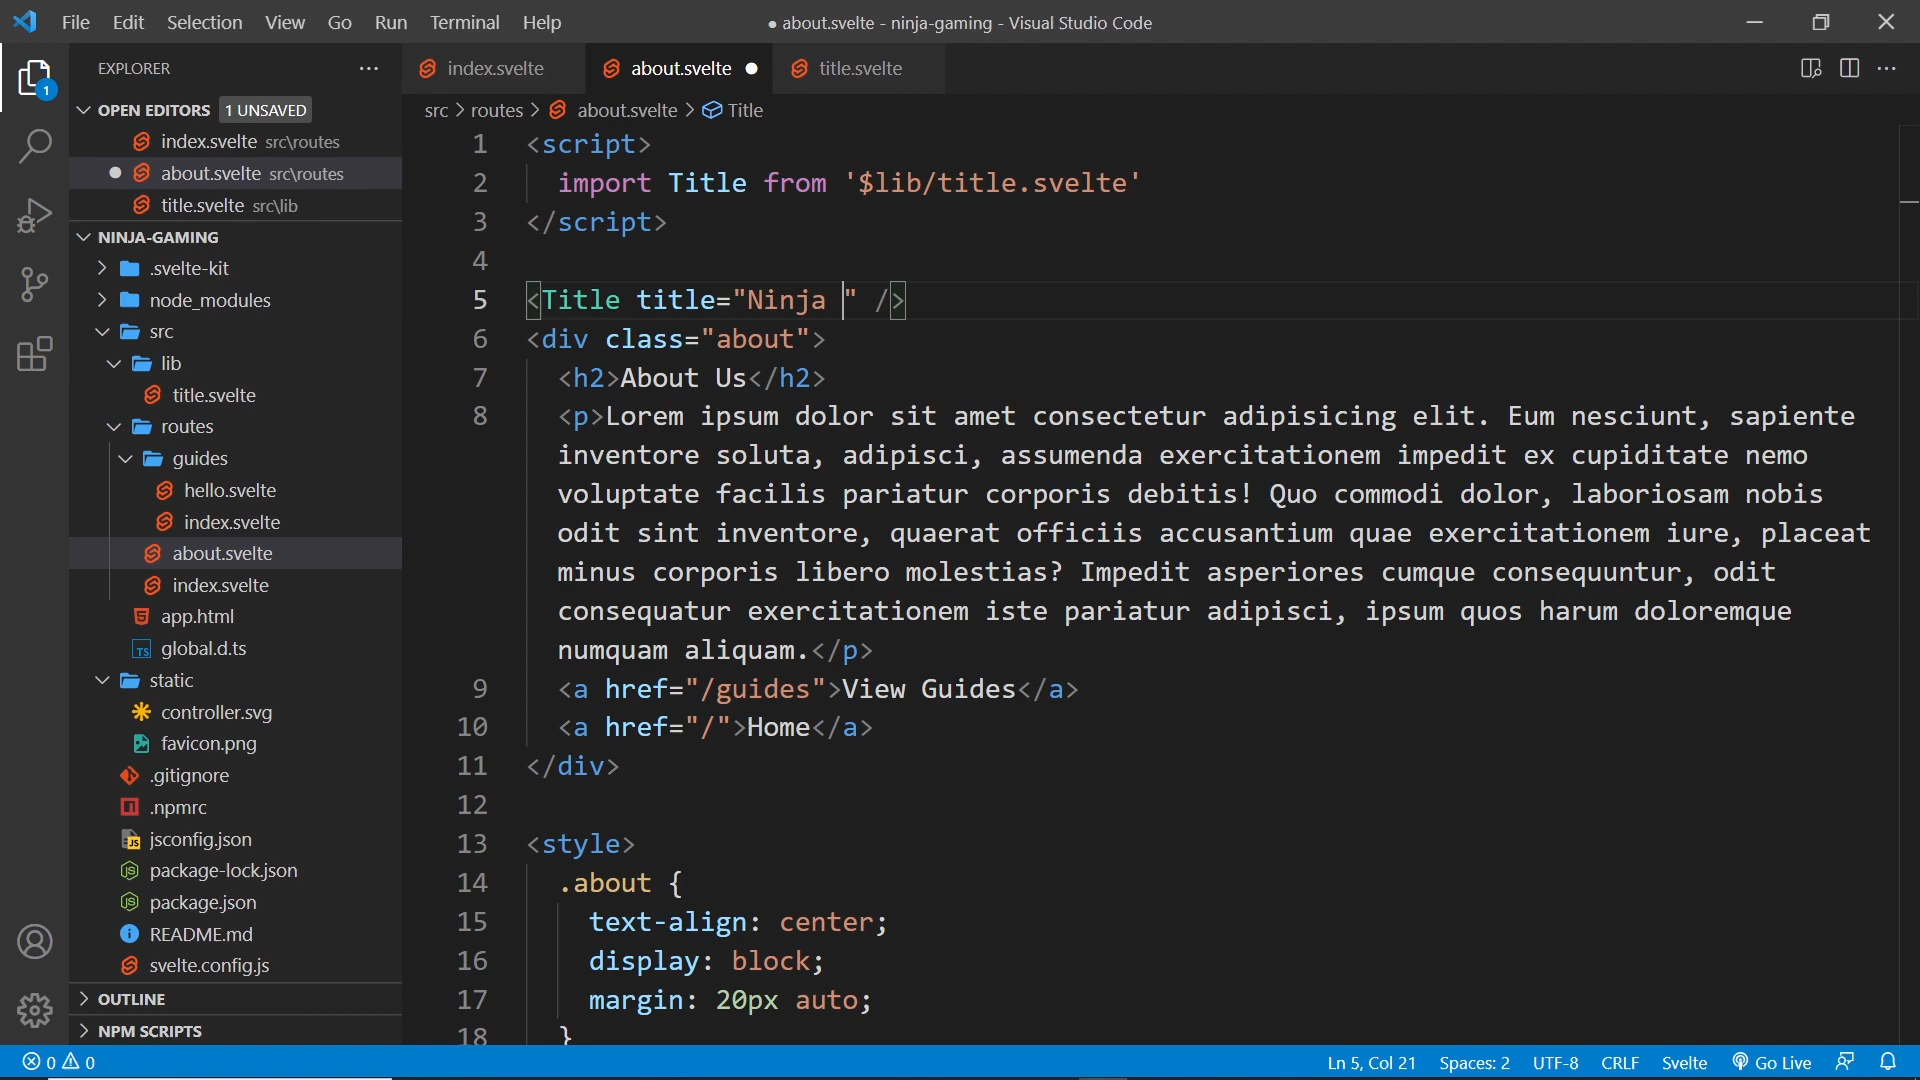 File Edit Selection View Go Run Terminal Help
● about.svelte - ninja-gaming - Visual Studio Code
EXPLORER
1
OPEN EDITORS 1 UNSAVED
index.svelte src\routes
about.svelte src\routes
title.svelte src\lib
NINJA-GAMING
.svelte-kit
node_modules
src
lib
title.svelte
routes
guides
hello.svelte
index.svelte
about.svelte
index.svelte
app.html
TS global.d.ts
static
controller.svg
favicon.png
.gitignore
.npmrc
JS jsconfig.json
package-lock.json
package.json
README.md
svelte.config.js
OUTLINE
NPM SCRIPTS
index.svelte about.svelte ● title.svelte
src > routes > about.svelte > Title
1 <script>
2 import Title from '$lib/title.svelte'
3 </script>
4
5 <Title title="Ninja " />
6 <div class="about">
7 <h2>About Us</h2>
8 <p>Lorem ipsum dolor sit amet consectetur adipisicing elit. Eum nesciunt, sapiente
inventore soluta, adipisci, assumenda exercitationem impedit ex cupiditate nemo
voluptate facilis pariatur corporis debitis! Quo commodi dolor, laboriosam nobis
odit sint inventore, quaerat officiis accusantium quae exercitationem iure, placeat
minus corporis libero molestias? Impedit asperiores cumque consequuntur, odit
consequatur exercitationem iste pariatur adipisci, ipsum quos harum doloremque
numquam aliquam.</p>
9 <a href="/guides">View Guides</a>
10 <a href="/">Home</a>
11 </div>
12
13 <style>
14 .about {
15 text-align: center;
16 display: block;
17 margin: 20px auto;
18 }
0 0
Ln 5, Col 21 Spaces: 2 UTF-8 CRLF Svelte Go Live